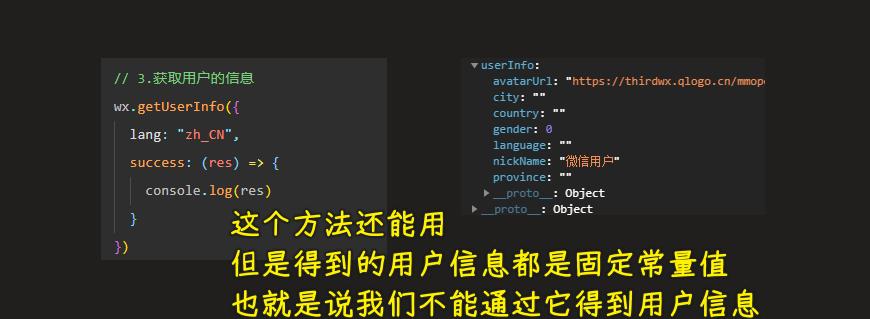 // 3.获取用户的信息
wx.getUserInfo({
lang: "zh_CN",
success: (res) => {
console.log(res)
}
})
userInfo:
avatarUrl: "https://thirdwx.qlogo.cn/mmope
city: ""
country: ""
gender: 0
language: ""
nickName: "微信用户"
province: ""
__proto__: Object
__proto__: Object
这个方法还能用
但是得到的用户信息都是固定常量值
也就是说我们不能通过它得到用户信息